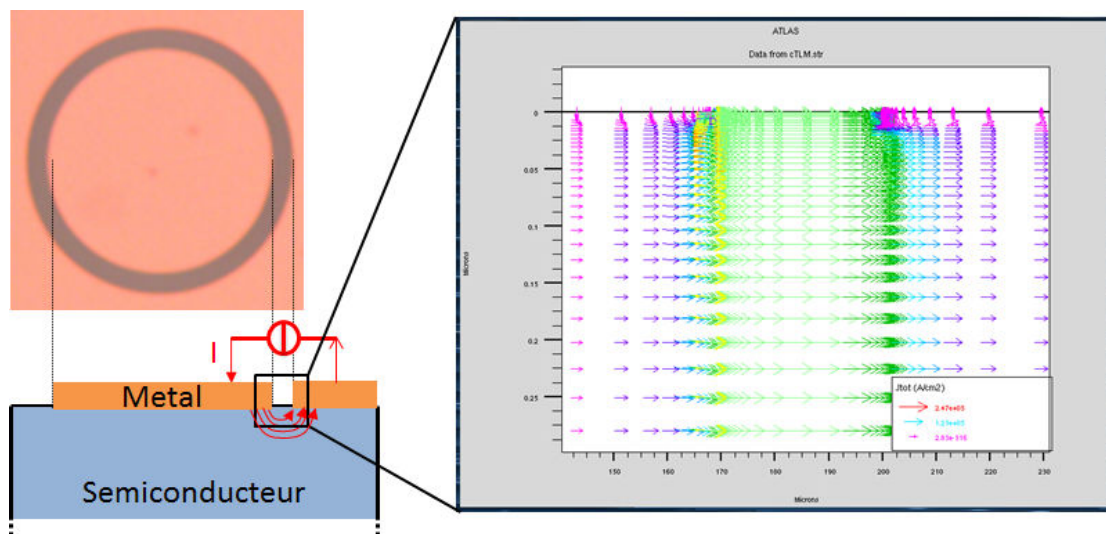 ATLAS
Data from cTLM.str
0
0.05
0.1
0.15
0.2
0.25
Microns
150
160
170
180
190
200
210
220
230
Microns
Jtot (A/cm2)
I
Metal
Semiconducteur